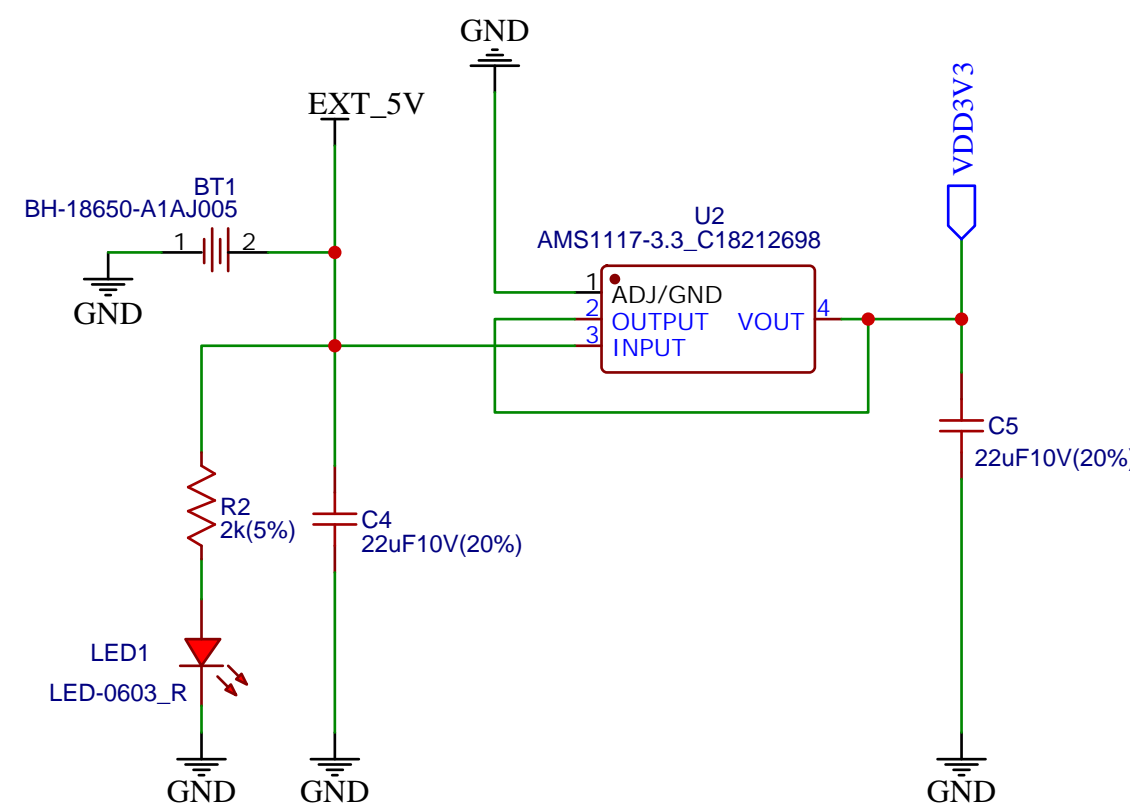 GND
EXT_5V
VDD3V3
BT1
BH-18650-A1AJ005
1 2
GND
U2
AMS1117-3.3_C18212698
1
ADJ/GND
2
OUTPUT VOUT 4
3
INPUT
C5
22uF10V(20%)
R2
2k(5%)
C4
22uF10V(20%)
LED1
LED-0603_R
GND
GND
GND